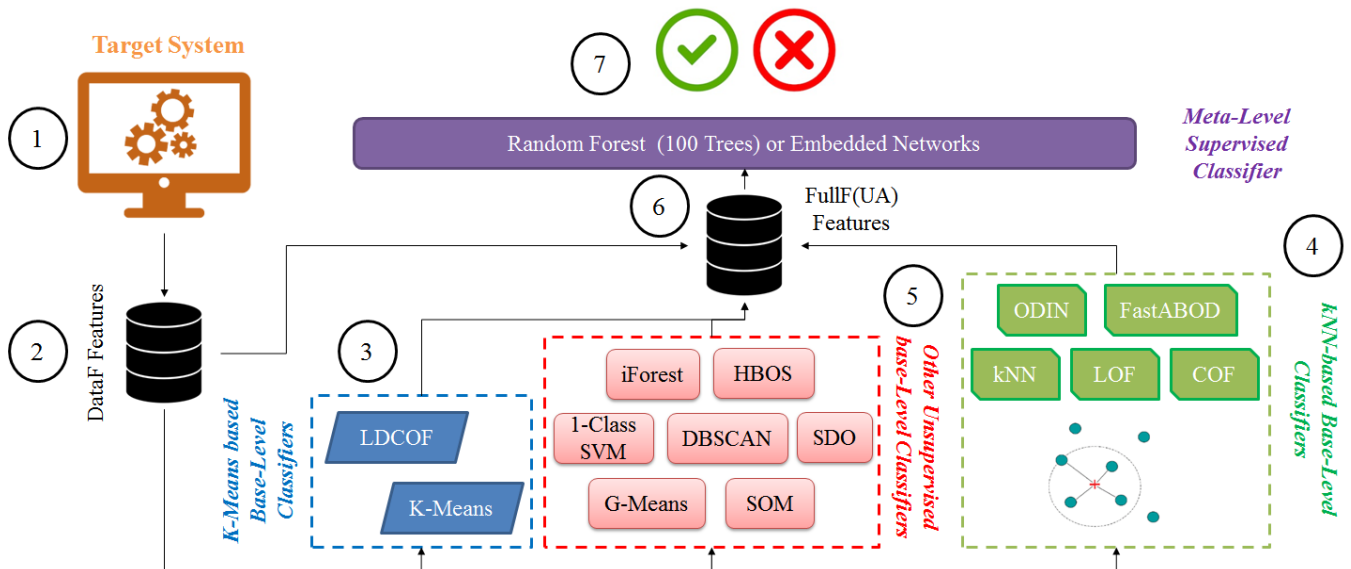 Target System
1
7
Random Forest (100 Trees) or Embedded Networks
Meta-Level
Supervised
Classifier
6
FullF(UA)
Features
2
DataF Features
3
K-Means based
Base-Level
Classifiers
LDCOF
K-Means
iForest
HBOS
1-Class
SVM
DBSCAN
SDO
G-Means
SOM
5
Other Unsupervised
base-Level Classifiers
ODIN
FastABOD
kNN
LOF
COF
4
kNN-based Base-Level
Classifiers